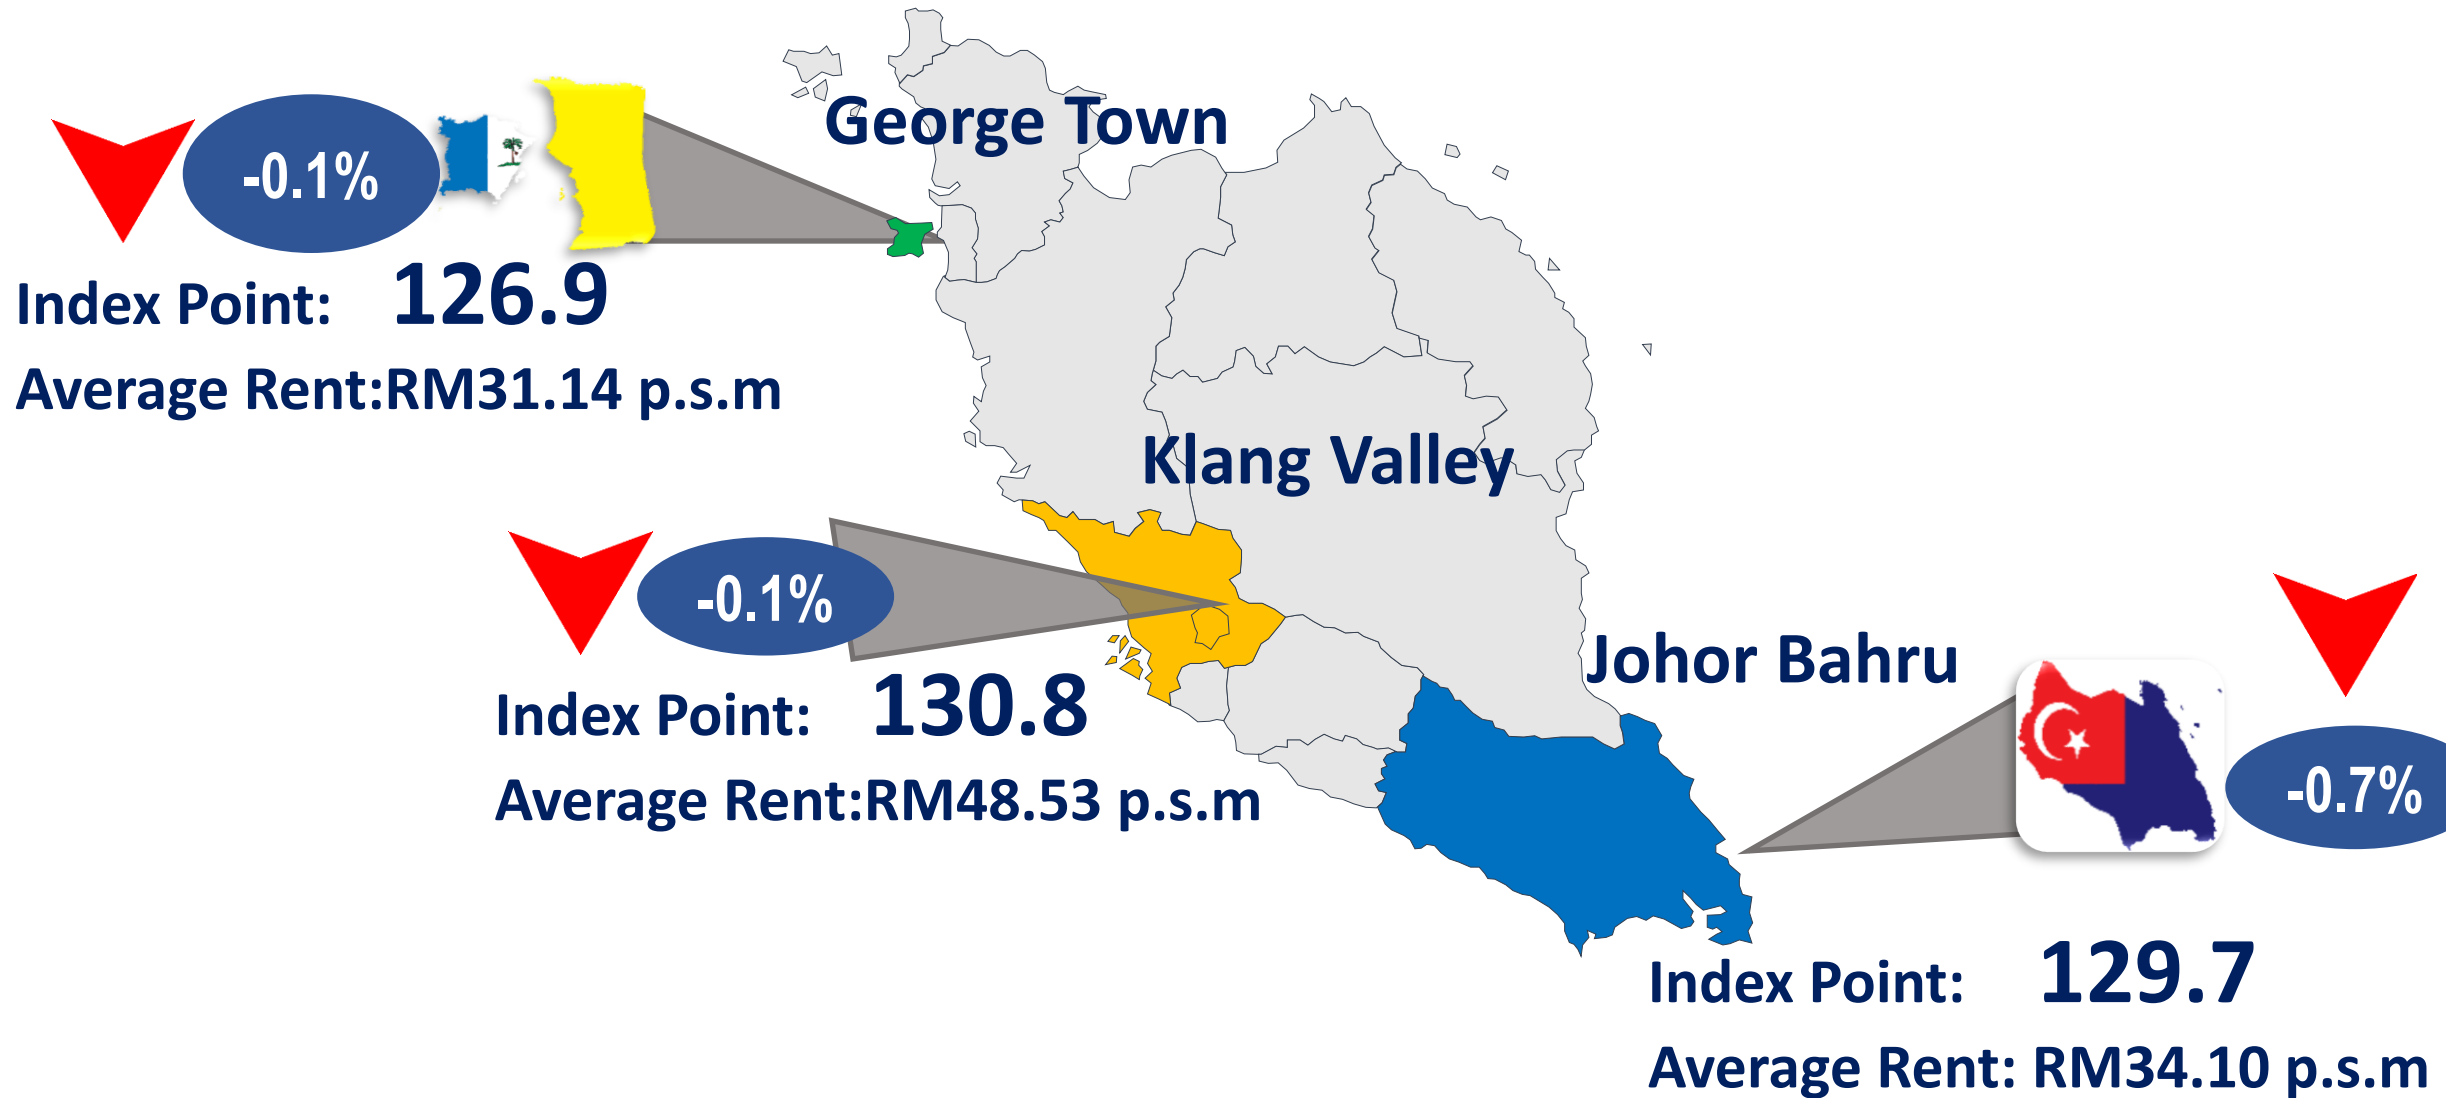 George Town
-0.1%
Index Point: 126.9
Average Rent:RM31.14 p.s.m
Klang Valley
-0.1%
Index Point: 130.8
Average Rent:RM48.53 p.s.m
Johor Bahru
-0.7%
Index Point: 129.7
Average Rent: RM34.10 p.s.m